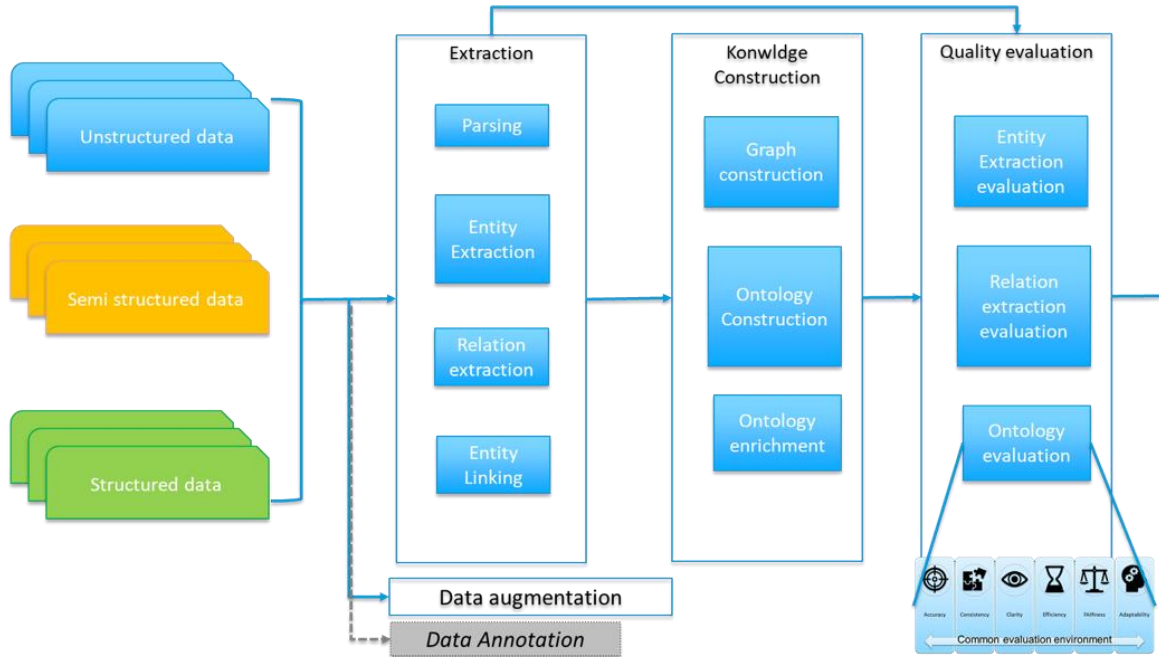 Unstructured data
Semi structured data
Structured data
Extraction
Parsing
Entity
Extraction
Relation
extraction
Entity
Linking
Data augmentation
Data Annotation
Konwldge
Construction
Graph
construction
Ontology
Construction
Ontology
enrichment
Quality evaluation
Entity
Extraction
evaluation
Relation
extraction
evaluation
Ontology
evaluation
Accuracy
Consistency
Clarity
Efficiency
FAIRness
Adaptability
Common evaluation environment